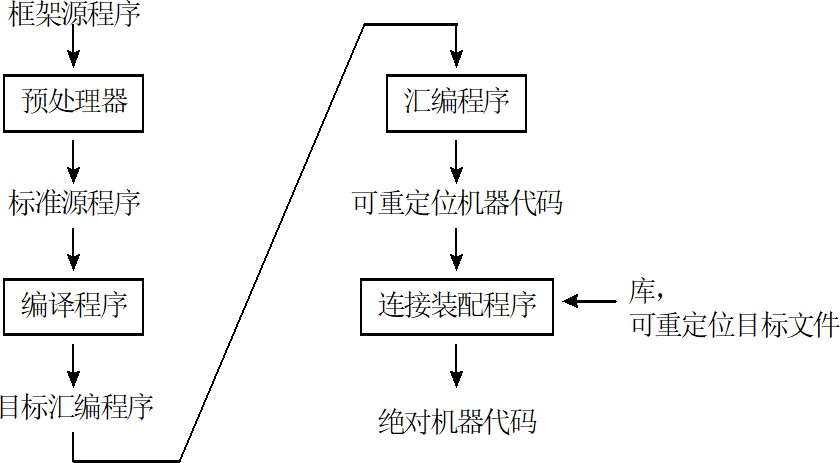 框架源程序
预处理器
标准源程序
编译程序
目标汇编程序
汇编程序
可重定位机器代码
连接装配程序
库，
可重定位目标文件
绝对机器代码